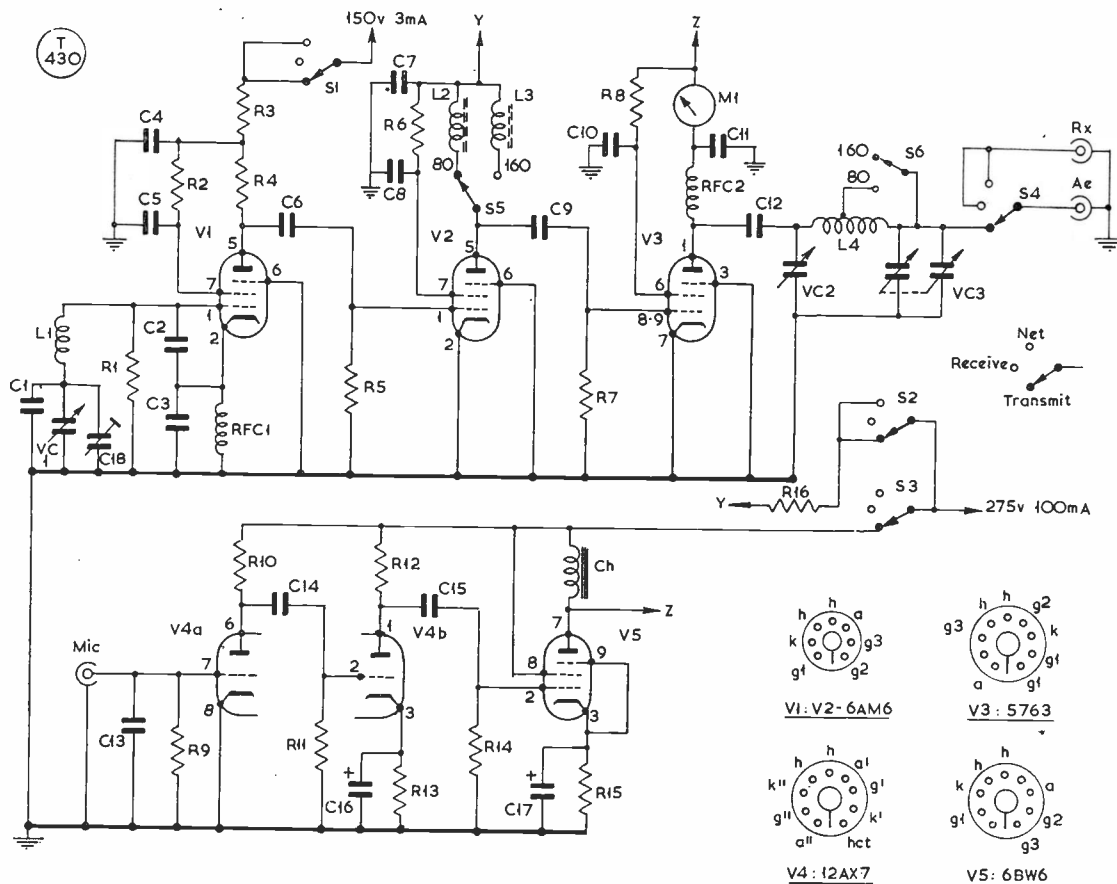 T
430
150v 3mA
Y
Z
S1
R3
C4
R2
R4
C5
C6
V1
5
6
7
1
2
L1
C1
VC
1
C18
R1
C2
C3
RFC1
R5
C7
L2
L3
R6
C8
80
160
S5
C9
V2
5
6
7
1
2
R7
R8
M1
C10
C11
RFC2
C12
V3
1
3
6
8-9
7
160
S6
80
L4
VC2
VC3
Rx
Ae
S4
Net
Receive
Transmit
S2
S3
Y
R16
275v 100mA
R10
C14
R12
C15
Ch
Z
Mic
V4a
6
7
8
C13
R9
R11
V4b
1
2
3
C16
+
R13
R14
V5
7
8
9
2
3
C17
+
R15
h
h
a
k
g3
g1
g2
V1:V2-6AM6
h
h
g2
g3
k
g1
a
g1
V3: 5763
h
h
a'
k"
g'
g"
k'
a"
hct
V4: 12AX7
h
h
k
a
g1
g2
g3
V5: 6BW6